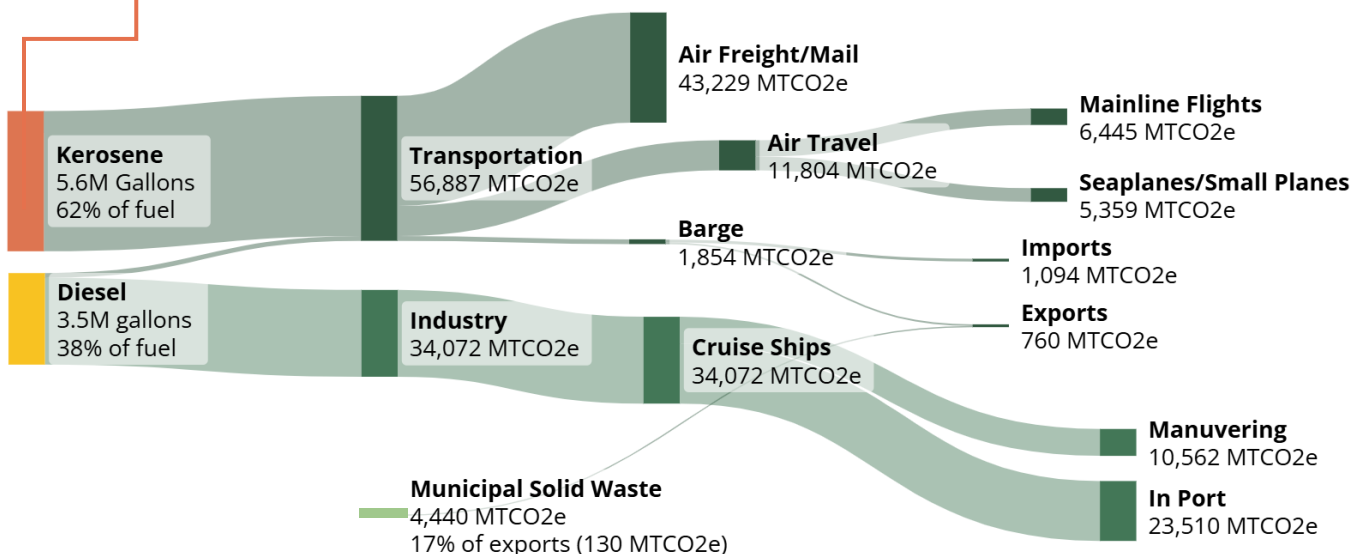 Kerosene
5.6M Gallons
62% of fuel
Diesel
3.5M gallons
38% of fuel
Transportation
56,887 MTCO2e
Industry
34,072 MTCO2e
Municipal Solid Waste
4,440 MTCO2e
17% of exports (130 MTCO2e)
Air Freight/Mail
43,229 MTCO2e
Air Travel
11,804 MTCO2e
Barge
1,854 MTCO2e
Cruise Ships
34,072 MTCO2e
Mainline Flights
6,445 MTCO2e
Seaplanes/Small Planes
5,359 MTCO2e
Imports
1,094 MTCO2e
Exports
760 MTCO2e
Manuvering
10,562 MTCO2e
In Port
23,510 MTCO2e